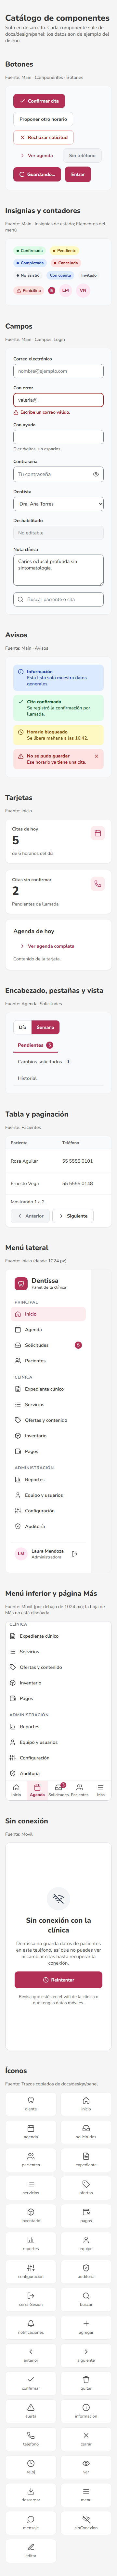 Catálogo de componentes
Solo en desarrollo. Cada componente sale de
docs/design/panel, los datos son de ejemplo del
diseño.
Botones
Fuente: Main · Componentes · Botones
Confirmar cita
Proponer otro horario
Rechazar solicitud
Ver agenda
Sin teléfono
Guardando...
Entrar
Insignias y contadores
Fuente: Main · Insignias de estado; Elementos del
menú
Confirmada
Pendiente
Completada
Cancelada
No asistió
Con cuenta
Invitado
Penicilina
5
LM
VN
Campos
Fuente: Main · Campos; Login
Correo electrónico
nombre@ejemplo.com
Con error
valeria@
Escribe un correo válido.
Con ayuda
Diez dígitos, sin espacios.
Contraseña
Tu contraseña
Dentista
Dra. Ana Torres
Deshabilitado
No editable
Nota clínica
Caries oclusal profunda sin
sintomatología.
Buscar paciente o cita
Avisos
Fuente: Main · Avisos
Información
Esta lista solo muestra datos
generales.
Cita confirmada
Se registró la confirmación por
llamada.
Horario bloqueado
Se libera mañana a las 10:42.
No se pudo guardar
Ese horario ya tiene una cita.
Tarjetas
Fuente: Inicio
Citas de hoy
5
de 6 horarios del día
Citas sin confirmar
2
Pendientes de llamada
Agenda de hoy
Ver agenda completa
Contenido de la tarjeta
Encabezado, pestañas y vista
Fuente: Agenda; Solicitudes
Día
Semana
Pendientes
5
Cambios solicitados
1
Historial
Tabla y paginación
Fuente: Pacientes
Paciente
Teléfono
Rosa Aguilar
55 5555 0101
Ernesto Vega
55 5555 0148
Mostrando 1 a 2
Anterior
Siguiente
Menú lateral
Fuente: Inicio (desde 1024 px)
Dentissa
Panel de la clínica
PRINCIPAL
Inicio
Agenda
Solicitudes
5
Pacientes
CLÍNICA
Expediente clínico
Servicios
Ofertas y contenido
Inventario
Pagos
ADMINISTRACIÓN
Reportes
Equipo y usuarios
Configuración
Auditoría
LM
Laura Mendoza
Administradora
Menú inferior y página Más
Fuente: Movil (por debajo de 1024 px); la hoja de
Más no está diseñada
CLÍNICA
Expediente clínico
Servicios
Ofertas y contenido
Inventario
Pagos
ADMINISTRACIÓN
Reportes
Equipo y usuarios
Configuración
Auditoría
Inicio
Agenda
5
Solicitudes
Pacientes
Más
Sin conexión
Fuente: Movil
Sin conexión con la
clínica
Dentissa no guarda datos de pacientes
en este teléfono, así que no puedes ver
ni cambiar citas hasta recuperar la
conexión.
Reintentar
Revisa que estés en el wifi de la clínica o
que tengas datos móviles.
Íconos
Fuente: Trazos copiados de docs/design/panel
diente
inicio
agenda
solicitudes
pacientes
expediente
servicios
ofertas
inventario
pagos
reportes
equipo
configuracion
auditoria
cerrarSesion
buscar
notificaciones
agregar
anterior
siguiente
confirmar
quitar
alerta
informacion
telefono
cerrar
reloj
ver
descargar
menu
mensaje
sinConexion
editar